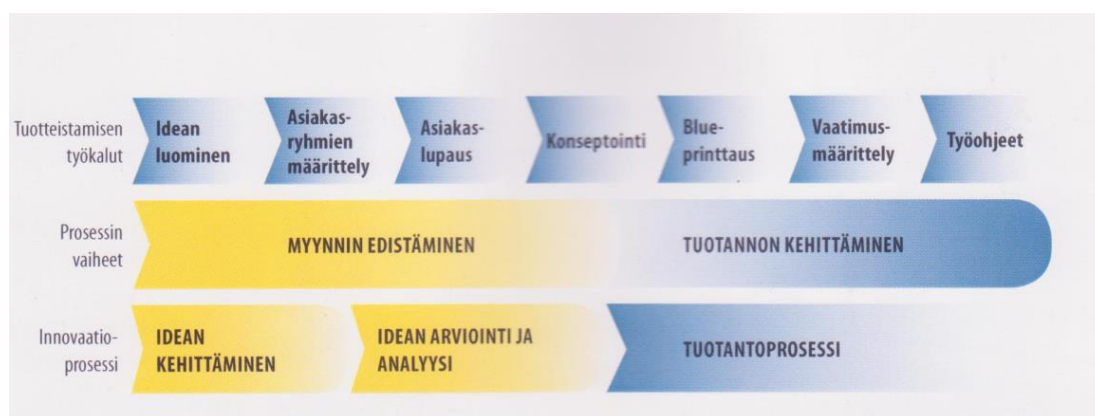 Tuotteistamisen
työkalut
Idean
luominen
Asiakas-
ryhmien
määrittely
Asiakas-
lupaus
Konseptointi
Blue-
printtaus
Vaatimus-
määrittely
Työohjeet
Prosessin
vaiheet
MYYNNIN EDISTÄMINEN
TUOTANNON KEHITTÄMINEN
Innovaatio-
prosessi
IDEAN
KEHITTÄMINEN
IDEAN ARVIOINTI JA
ANALYYSI
TUOTANTOPROSESSI